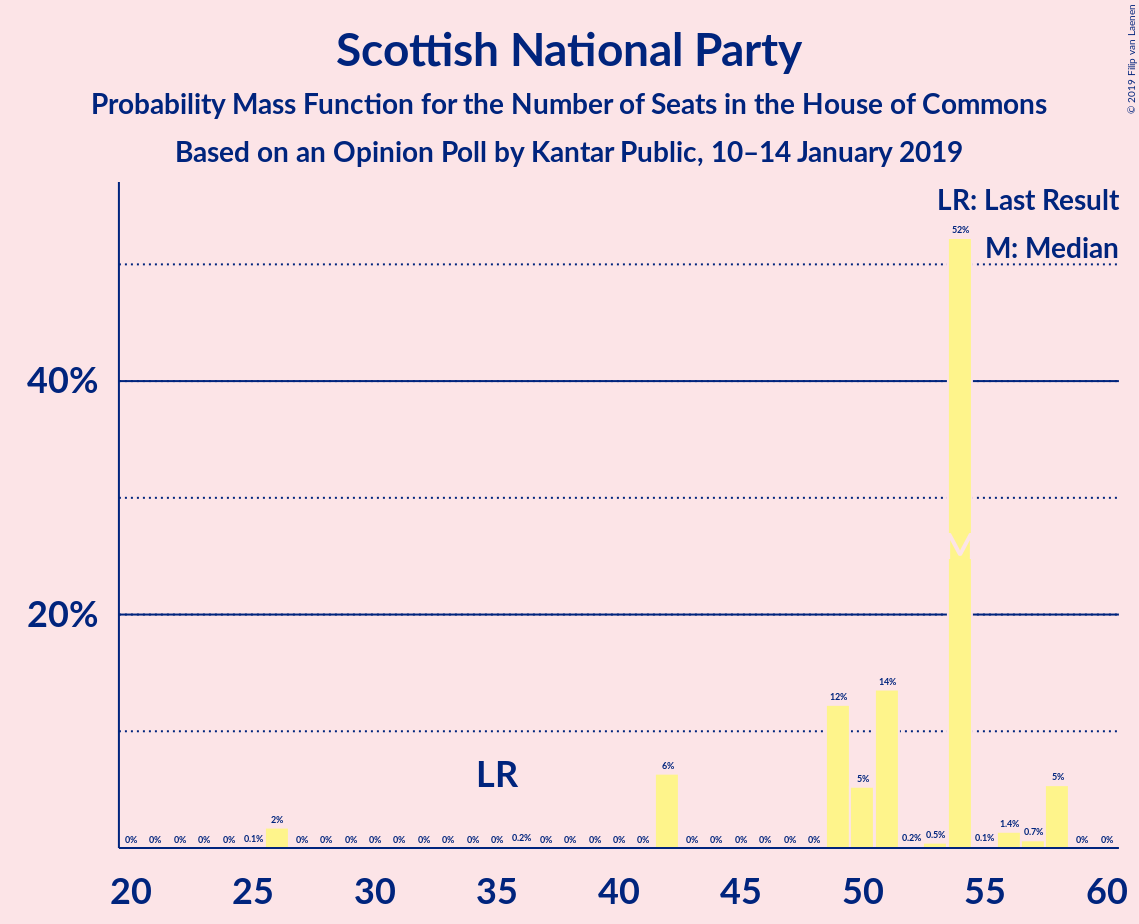 Scottish National Party
Probability Mass Function for the Number of Seats in the House of Commons
Based on an Opinion Poll by Kantar Public, 10–14 January 2019
© 2019 Filip van Laenen
LR: Last Result
M: Median
52%
40%
20%
14%
12%
LR
6%
5%
5%
2%
1.4%
0.7%
0% 0% 0% 0% 0% 0.1% 0% 0% 0% 0% 0% 0% 0% 0% 0% 0.2% 0% 0% 0% 0% 0% 0% 0% 0% 0% 0% 0% 0.2% 0.5% 0.1% 0% 0%
20 25 30 35 40 45 50 55 60